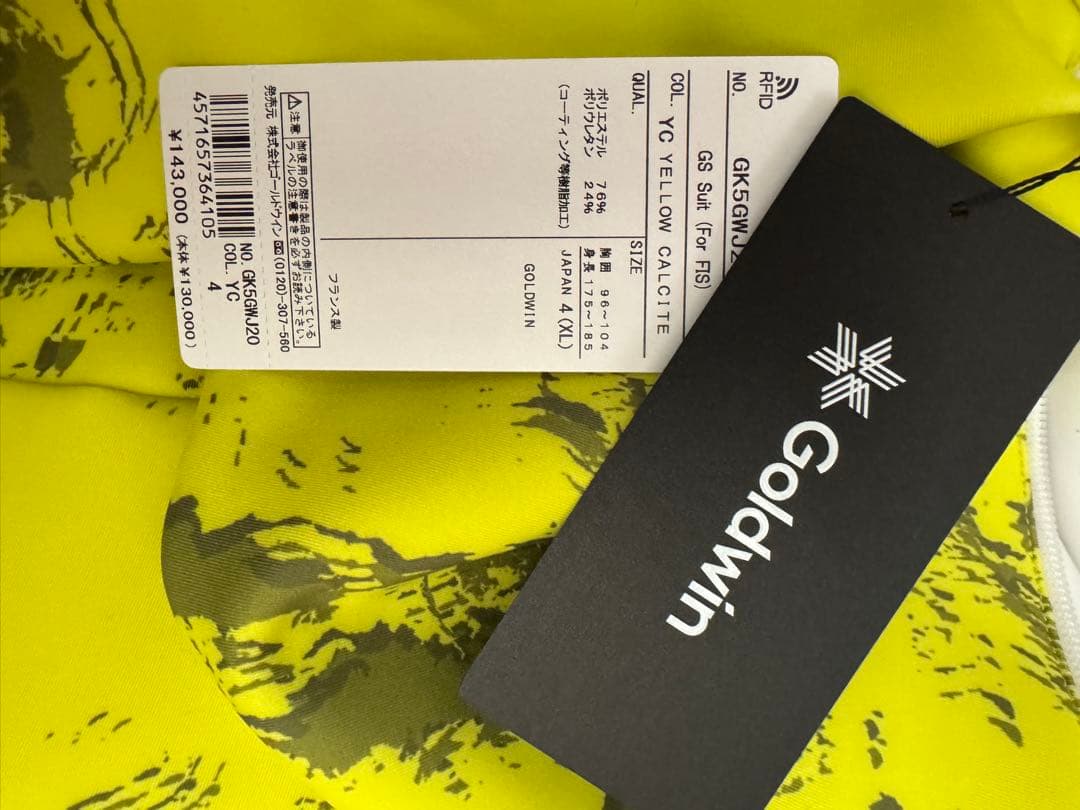 RFID
NO. GK5GWJ2
GS Suit (For FIS)
COL. YC YELLOW CALCITE
QUAL.
ポリエステル 76%
ポリウレタン 24%
(コーティング等樹脂加工)
SIZE
胸囲 96~104
身長 175~185
JAPAN 4 (XL)
GOLDWIN
フランス製
⚠注意 御使用の際は製品の内側についている
ラベルの注意書きを必ずお読み下さい。
発売元 株式会社ゴールドウイン (0120)-307-560
NO. GK5GWJ20
COL. YC
4
4571657364105
¥143,000 (本体¥130,000)
Goldwin